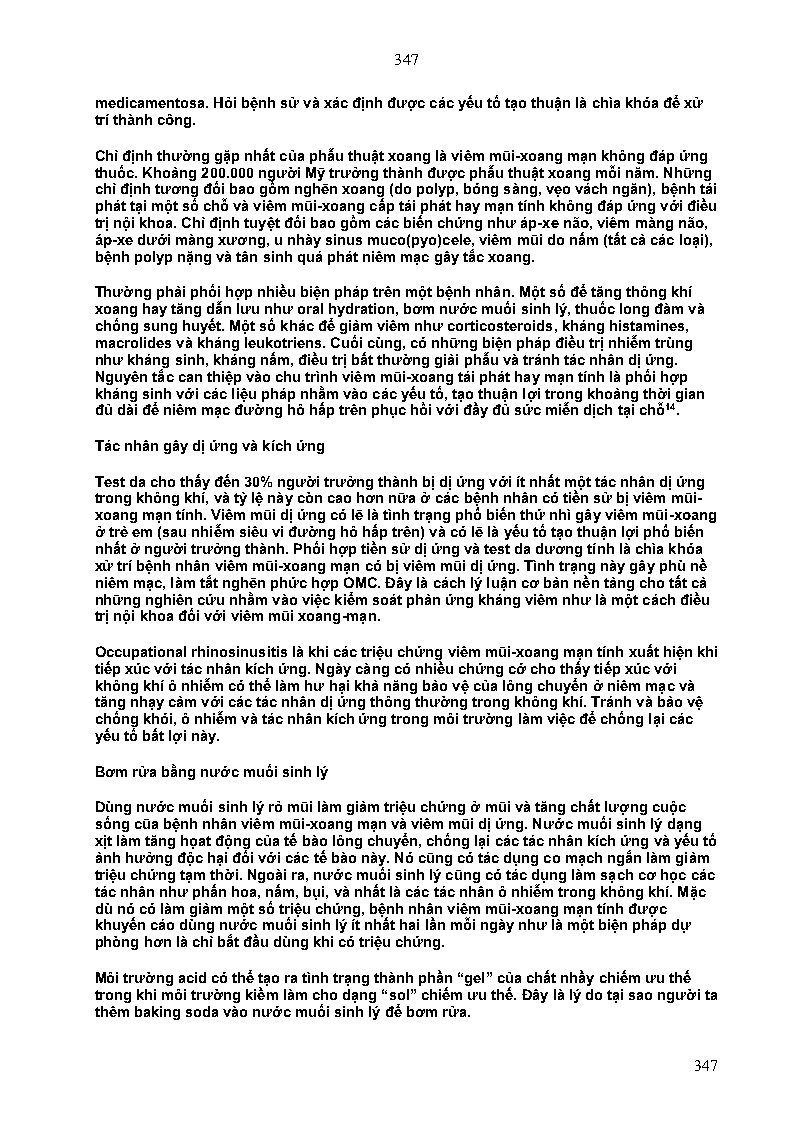 347
medicamentosa. Hỏi bệnh sử và xác định được các yếu tố tạo thuận là chìa khóa để xử
trí thành công.
Chỉ định thường gặp nhất của phẫu thuật xoang là viêm mũi-xoang mạn không đáp ứng
thuốc. Khoảng 200.000 người Mỹ trưởng thành được phẫu thuật xoang mỗi năm. Những
chỉ định tương đối bao gồm nghẽn xoang (do polyp, bóng sàng, vẹo vách ngăn), bệnh tái
phát tại một số chỗ và viêm mũi-xoang cấp tái phát hay mạn tính không đáp ứng với điều
trị nội khoa. Chỉ định tuyệt đối bao gồm các biến chứng như áp-xe não, viêm màng não,
áp-xe dưới màng xương, u nhày sinus muco(pyo)cele, viêm mũi do nấm (tất cả các loại),
bệnh polyp nặng và tân sinh quá phát niêm mạc gây tắc xoang.
Thường phải phối hợp nhiều biện pháp trên một bệnh nhân. Một số để tăng thông khí
xoang hay tăng dẫn lưu như oral hydration, bơm nước muối sinh lý, thuốc long đàm và
chống sung huyết. Một số khác để giảm viêm như corticosteroids, kháng histamines,
macrolides và kháng leukotriens. Cuối cùng, có những biện pháp điều trị nhiễm trùng
như kháng sinh, kháng nấm, điều trị bất thường giải phẫu và tránh tác nhân dị ứng.
Nguyên tắc can thiệp vào chu trình viêm mũi-xoang tái phát hay mạn tính là phối hợp
kháng sinh với các liệu pháp nhằm vào các yếu tố, tạo thuận lợi trong khoảng thời gian
đủ dài để niêm mạc đường hô hấp trên phục hồi với đầy đủ sức miễn dịch tại chỗ¹⁴.
Tác nhân gây dị ứng và kích ứng
Test da cho thấy đến 30% người trưởng thành bị dị ứng với ít nhất một tác nhân dị ứng
trong không khí, và tỷ lệ này còn cao hơn nữa ở các bệnh nhân có tiền sử bị viêm mũi-
xoang mạn tính. Viêm mũi dị ứng có lẽ là tình trạng phổ biến thứ nhì gây viêm mũi-xoang
ở trẻ em (sau nhiễm siêu vi đường hô hấp trên) và có lẽ là yếu tố tạo thuận lợi phổ biến
nhất ở người trưởng thành. Phối hợp tiền sử dị ứng và test da dương tính là chìa khóa
xử trí bệnh nhân viêm mũi-xoang mạn có bị viêm mũi dị ứng. Tình trạng này gây phù nề
niêm mạc, làm tắt nghẽn phức hợp OMC. Đây là cách lý luận cơ bản nền tảng cho tất cả
những nghiên cứu nhằm vào việc kiểm soát phản ứng kháng viêm như là một cách điều
trị nội khoa đối với viêm mũi xoang-mạn.
Occupational rhinosinusitis là khi các triệu chứng viêm mũi-xoang mạn tính xuất hiện khi
tiếp xúc với tác nhân kích ứng. Ngày càng có nhiều chứng cớ cho thấy tiếp xúc với
không khí ô nhiễm có thể làm hư hại khả năng bảo vệ của lông chuyển ở niêm mạc và
tăng nhạy cảm với các tác nhân dị ứng thông thường trong không khí. Tránh và bảo vệ
chống khói, ô nhiễm và tác nhân kích ứng trong môi trường làm việc để chống lại các
yếu tố bất lợi này.
Bơm rửa bằng nước muối sinh lý
Dùng nước muối sinh lý rỏ mũi làm giảm triệu chứng ở mũi và tăng chất lượng cuộc
sống của bệnh nhân viêm mũi-xoang mạn và viêm mũi dị ứng. Nước muối sinh lý dạng
xịt làm tăng họat động của tế bào lông chuyển, chống lại các tác nhân kích ứng và yếu tố
ảnh hưởng độc hại đối với các tế bào này. Nó cũng có tác dụng co mạch ngắn làm giảm
triệu chứng tạm thời. Ngoài ra, nước muối sinh lý cũng có tác dụng làm sạch cơ học các
tác nhân như phấn hoa, nấm, bụi, và nhất là các tác nhân ô nhiễm trong không khí. Mặc
dù nó có làm giảm một số triệu chứng, bệnh nhân viêm mũi-xoang mạn tính được
khuyến cáo dùng nước muối sinh lý ít nhất hai lần mỗi ngày như là một biện pháp dự
phòng hơn là chỉ bắt đầu dùng khi có triệu chứng.
Môi trường acid có thể tạo ra tình trạng thành phần “gel” của chất nhầy chiếm ưu thế
trong khi môi trường kiềm làm cho dạng “sol” chiếm ưu thế. Đây là lý do tại sao người ta
thêm baking soda vào nước muối sinh lý để bơm rửa.
347